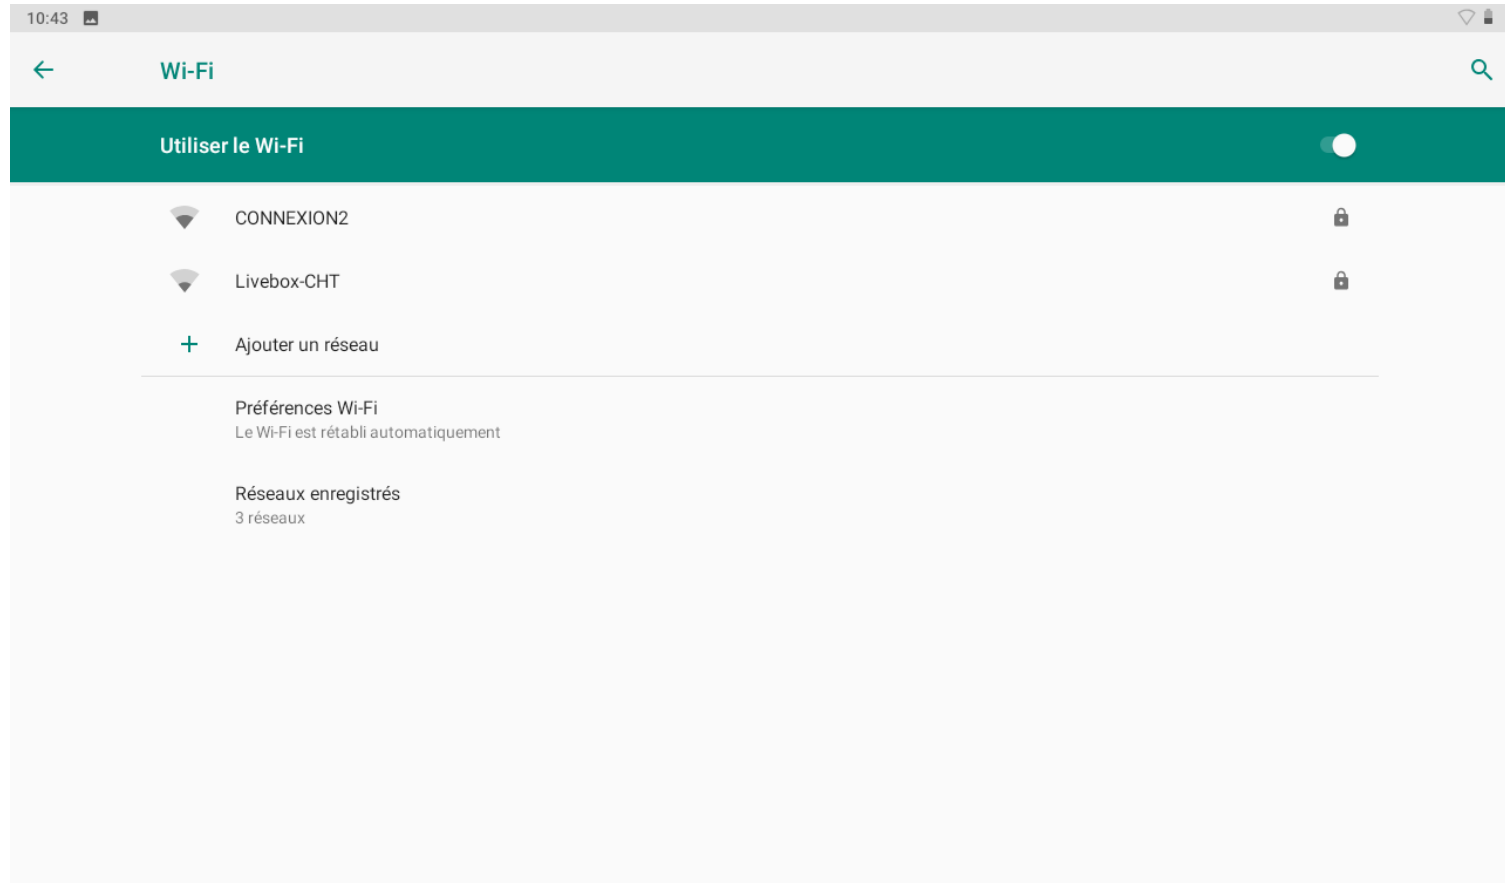 10:43
Wi-Fi
Utiliser le Wi-Fi
CONNEXION2
Livebox-CHT
Ajouter un réseau
Préférences Wi-Fi
Le Wi-Fi est rétabli automatiquement
Réseaux enregistrés
3 réseaux